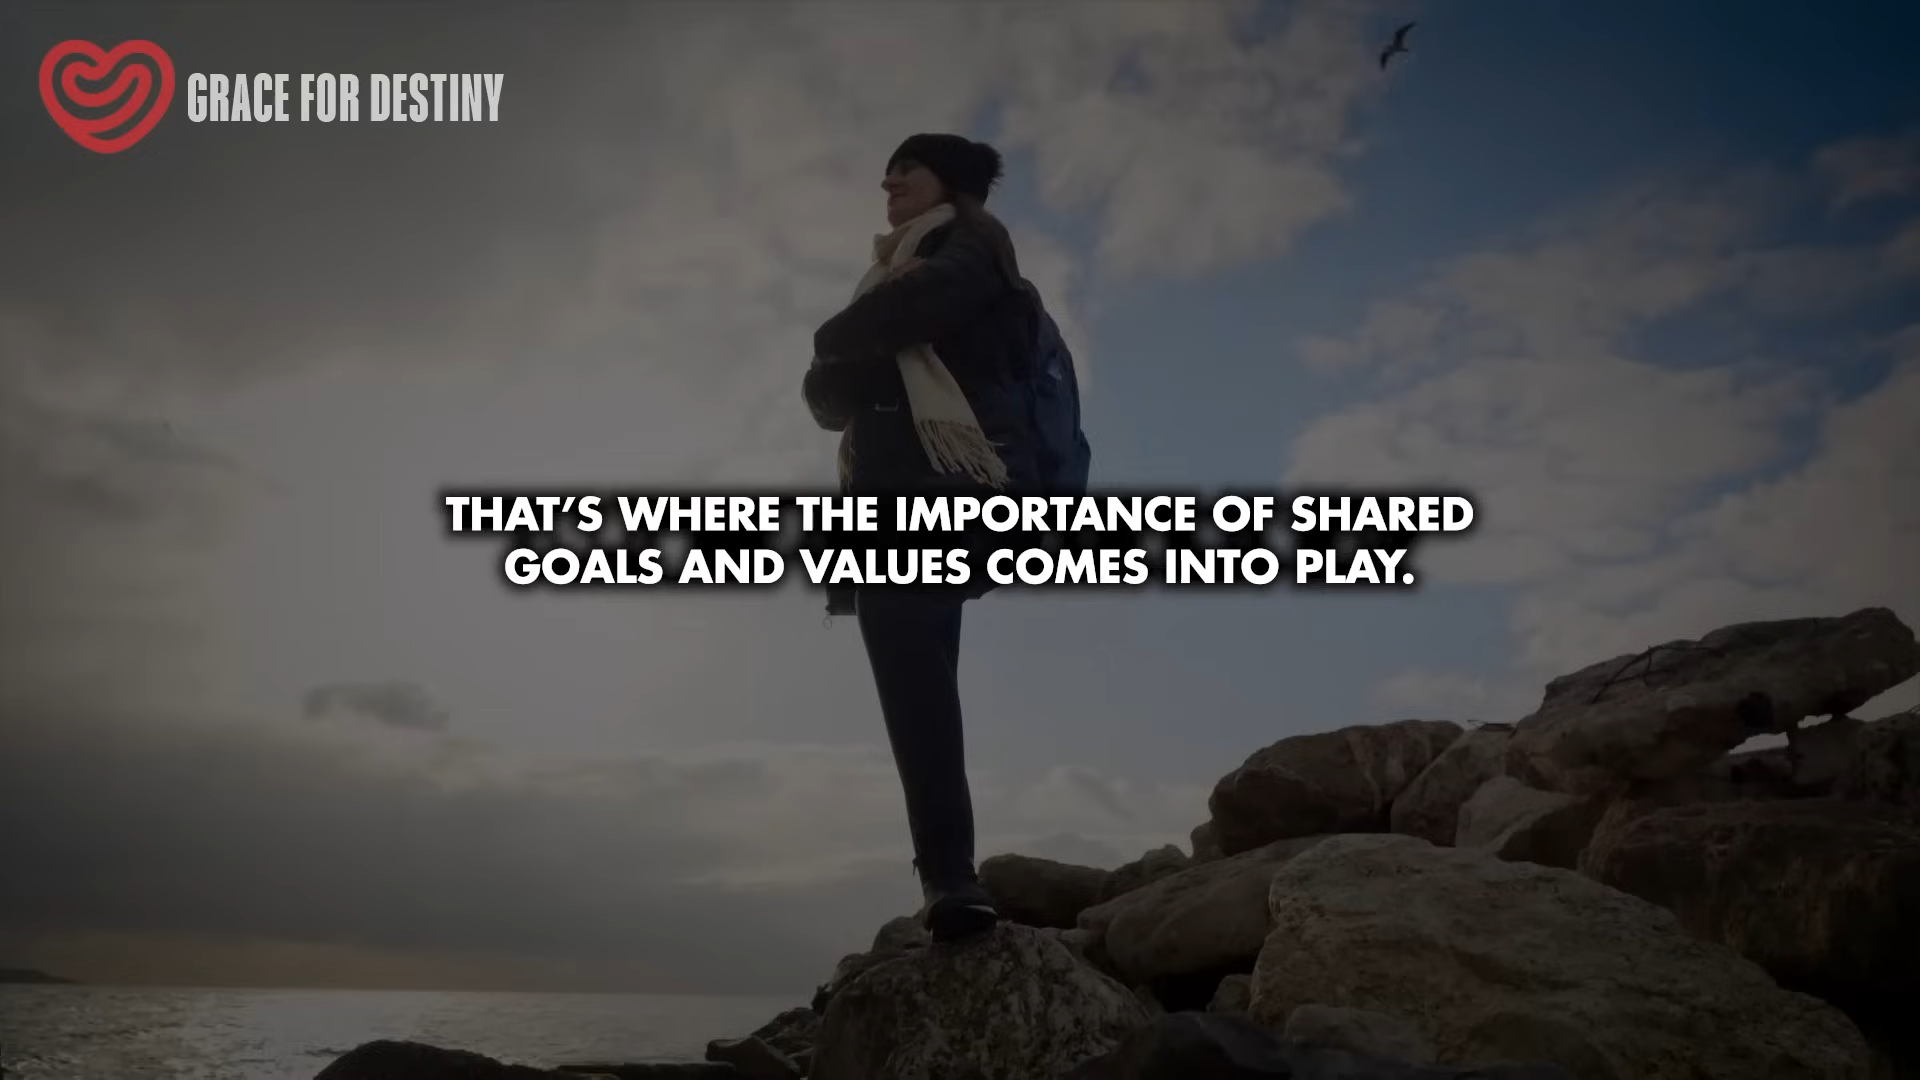 GRACE FOR DESTINY
THAT’S WHERE THE IMPORTANCE OF SHARED
GOALS AND VALUES COMES INTO PLAY.